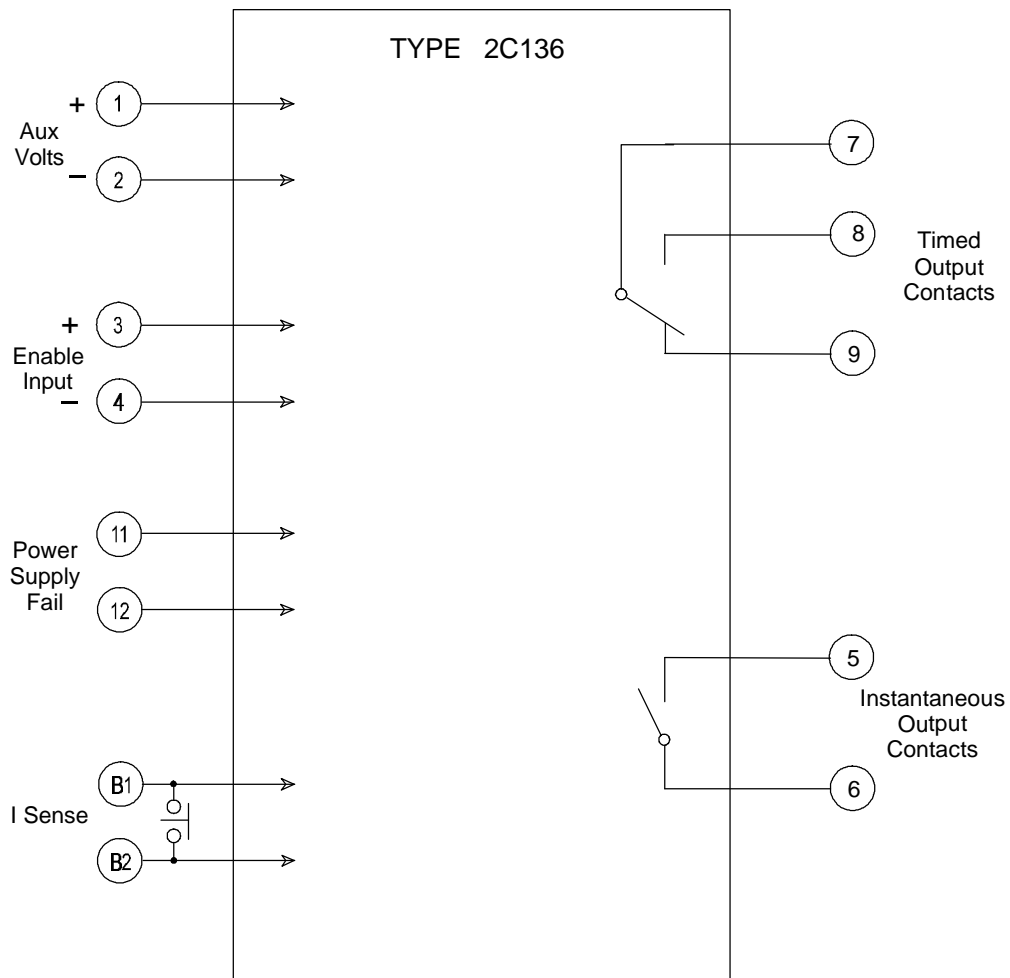 TYPE 2C136
+ 1
Aux
Volts
− 2
+ 3
Enable
Input
− 4
11
Power
Supply
Fail
12
B1
I Sense
B2
7
8
Timed
Output
Contacts
9
5
Instantaneous
Output
Contacts
6